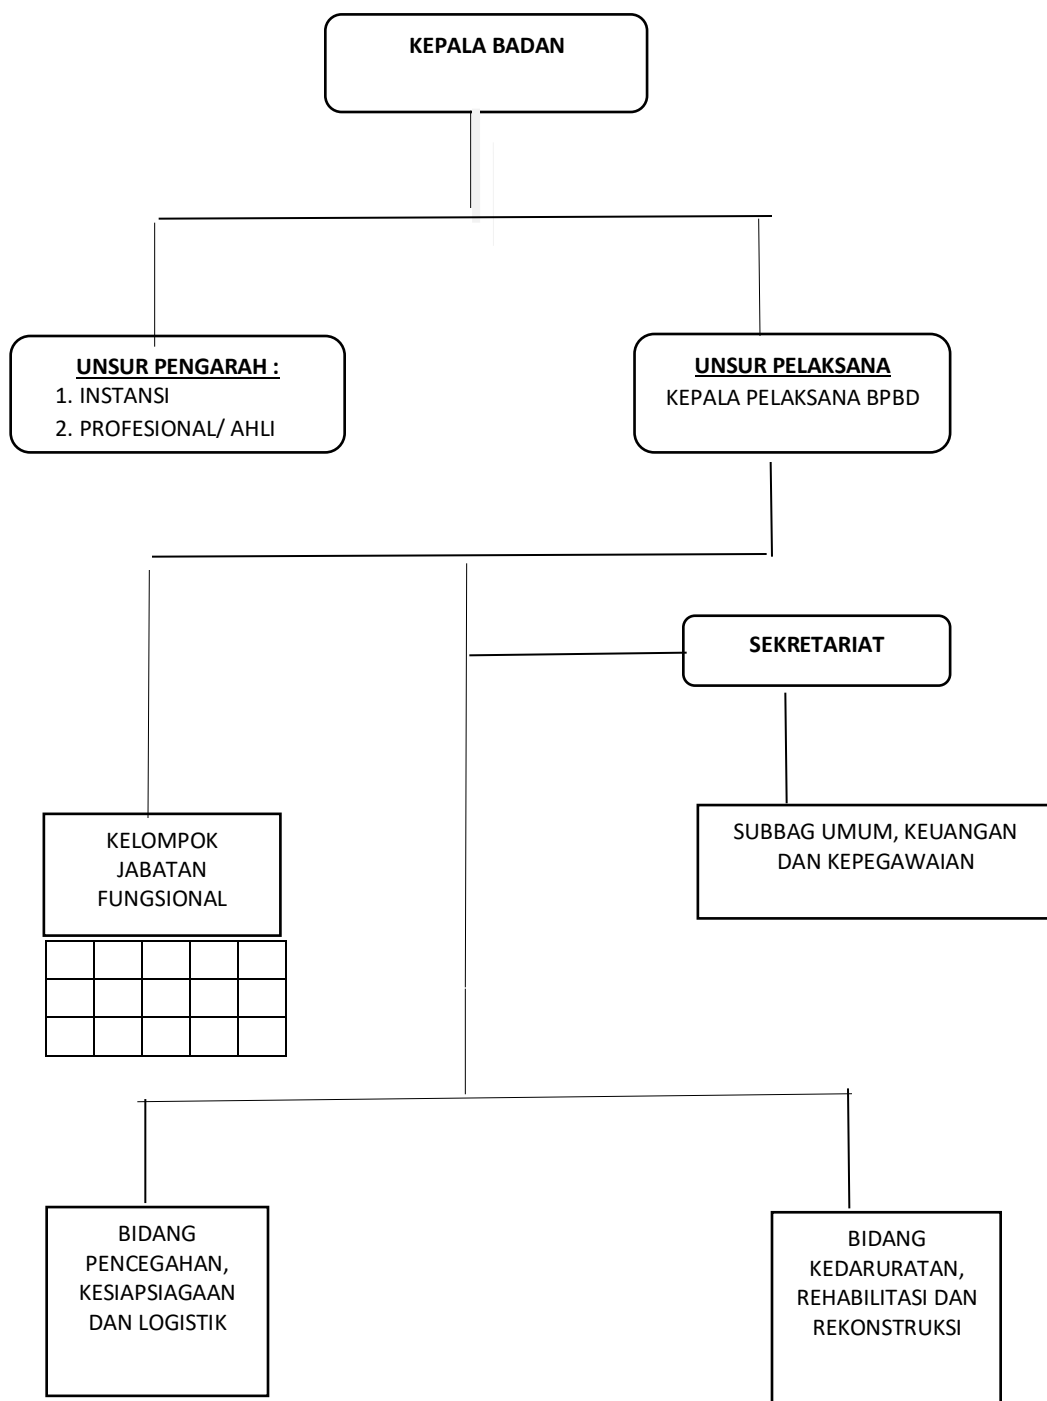 KEPALA BADAN
UNSUR PENGARAH :
1. INSTANSI
2. PROFESIONAL/ AHLI
UNSUR PELAKSANA
KEPALA PELAKSANA BPBD
SEKRETARIAT
KELOMPOK
JABATAN
FUNGSIONAL
SUBBAG UMUM, KEUANGAN
DAN KEPEGAWAIAN
BIDANG
PENCEGAHAN,
KESIAPSIAGAAN
DAN LOGISTIK
BIDANG
KEDARURATAN,
REHABILITASI DAN
REKONSTRUKSI